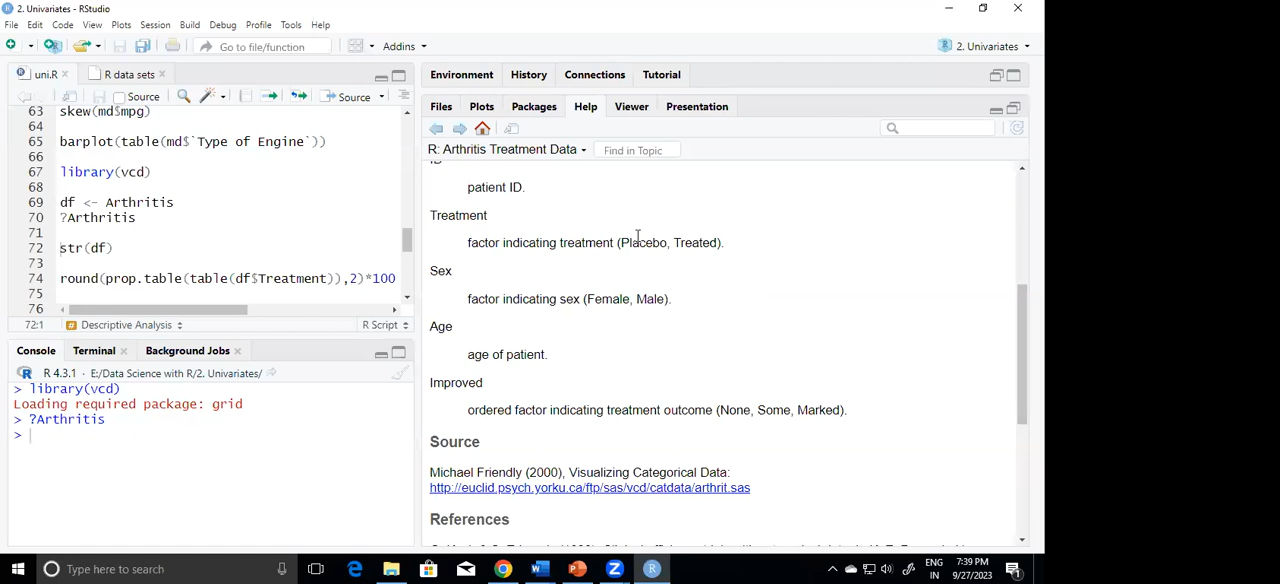 2. Univariates - RStudio
File Edit Code View Plots Session Build Debug Profile Tools Help
Go to file/function Addins 2. Univariates
uni.R R data sets
Source Source
63 skew(md$mpg)
64
65 barplot(table(md$`Type of Engine`))
66
67 library(vcd)
68
69 df <- Arthritis
70 ?Arthritis
71
72 str(df)
73
74 round(prop.table(table(df$Treatment)),2)*100
75
76
72:1 Descriptive Analysis R Script
Console Terminal Background Jobs
R 4.3.1 · E:/Data Science with R/2. Univariates/
> library(vcd)
Loading required package: grid
> ?Arthritis
>
Environment History Connections Tutorial
Files Plots Packages Help Viewer Presentation
R: Arthritis Treatment Data Find in Topic
ID
patient ID.
Treatment
factor indicating treatment (Placebo, Treated).
Sex
factor indicating sex (Female, Male).
Age
age of patient.
Improved
ordered factor indicating treatment outcome (None, Some, Marked).
Source
Michael Friendly (2000), Visualizing Categorical Data:
http://euclid.psych.yorku.ca/ftp/sas/vcd/catdata/arthrit.sas
References
Type here to search
ENG
IN
7:39 PM
9/27/2023
1